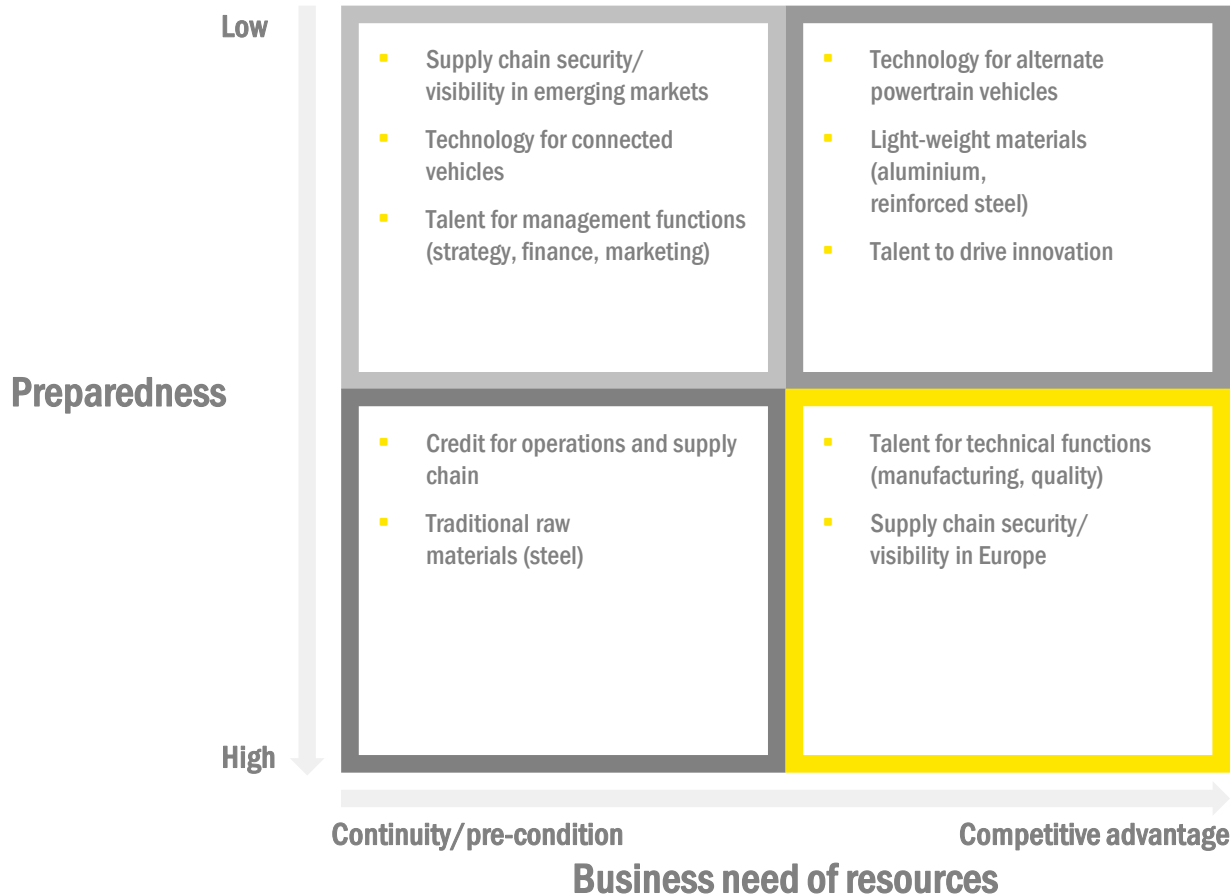 Low
Supply chain security/
visibility in emerging markets
Technology for connected
vehicles
Talent for management functions
(strategy, finance, marketing)
Technology for alternate
powertrain vehicles
Light-weight materials
(aluminium,
reinforced steel)
Talent to drive innovation
Preparedness
Credit for operations and supply
chain
Traditional raw
materials (steel)
Talent for technical functions
(manufacturing, quality)
Supply chain security/
visibility in Europe
High
Continuity/pre-condition
Competitive advantage
Business need of resources